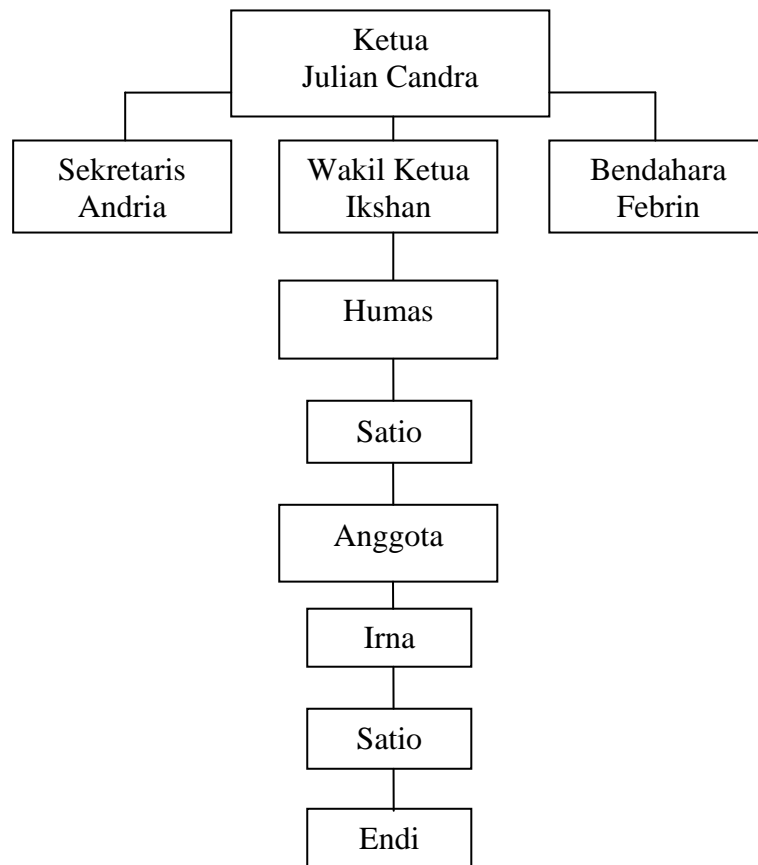 Ketua
Julian Candra
Sekretaris
Andria
Wakil Ketua
Ikshan
Bendahara
Febrin
Humas
Satio
Anggota
Irna
Satio
Endi